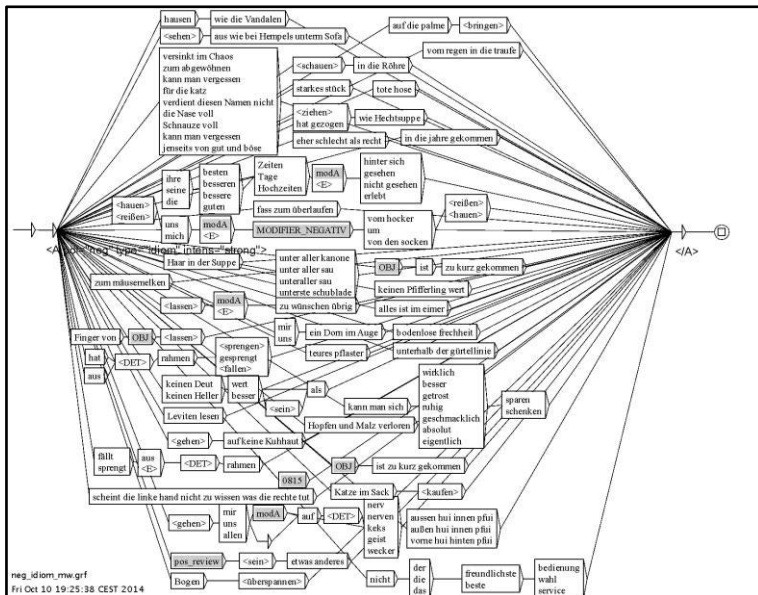 hausen wie die Vandalen
<sehen> aus wie bei Hempels unterm Sofa
auf die palme <bringen>
vom regen in die traufe
versinkt im Chaos
zum abgewöhnen
kann man vergessen
für die katz
verdient diesen Namen nicht
die Nase voll
Schnauze voll
kann man vergessen
jenseits von gut und böse
<schauen> in die Röhre
starkes stück
tote hose
<ziehen>
hat gezogen
wie Hechtsuppe
eher schlecht als recht
in die jahre gekommen
ihre
seine
die
besten
besseren
bessere
guten
Zeiten
Tage
Hochzeiten
modA
<E>
hinter sich
gesehen
nicht gesehen
erlebt
<hauen>
<reißen>
uns
mich
modA
<E>
fass zum überlaufen
MODIFIER_NEGATIV
vom hocker
um
von den socken
<reißen>
<hauen>
"neg" type="idiom" intens="strong">
</A>
Haar in der Suppe
zum mäusemelken
unter aller kanone
unter aller sau
unteraller sau
unterste schublade
OBJ ist zu kurz gekommen
keinen Pfifferling wert
<lassen>
modA
<E>
zu wünschen übrig
alles ist im eimer
Finger von OBJ <lassen>
mir
uns
ein Dorn im Auge
bodenlose frechheit
teures pflaster
unterhalb der gürtellinie
hat
aus
<DET> rahmen
<sprengen>
gesprengt
<fallen>
keinen Deut
keinen Heller
wert
besser
<sein>
als
kann man sich
wirklich
besser
getrost
ruhig
geschmacklich
absolut
eigentlich
sparen
schenken
Leviten lesen
Hopfen und Malz verloren
<gehen> auf keine Kuhhaut
fällt
sprengt
aus
<E>
<DET> rahmen
OBJ ist zu kurz gekommen
0815
scheint die linke hand nicht zu wissen was die rechte tut
Katze im Sack <kaufen>
<gehen>
mir
uns
allen
modA
auf
<DET>
nerv
nerven
keks
geist
wecker
aussen hui innen pfui
außen hui innen pfui
vorne hui hinten pfui
pos_review <sein> etwas anderes
Bogen <überspannen>
nicht
der
die
das
freundlichste
beste
bedienung
wahl
service
neg_idiom_mw.grf
Fri Oct 10 19:25:38 CEST 2014